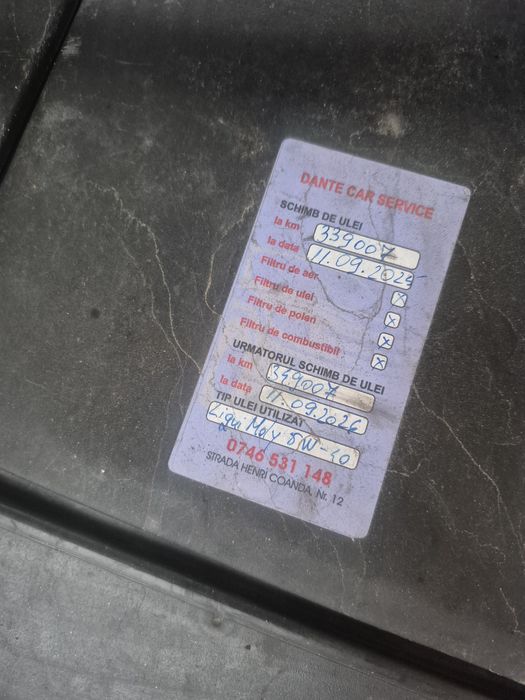 DANTE CAR SERVICE
SCHIMB DE ULEI
la km 339007
la data 11.09.2025
Filtru de aer
Filtru de ulei
Filtru de polen
Filtru de combustibil
URMATORUL SCHIMB DE ULEI
la km 349007
la data 11.09.2026
TIP ULEI UTILIZAT
Liqui Moly 5W-40
0746 531 148
STRADA HENRI COANDA, Nr. 12